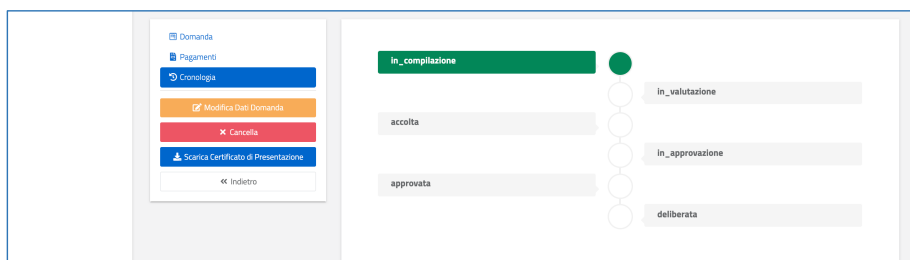 Domanda
Pagamenti
Cronologia
Modifica Dati Domanda
Cancella
Scarica Certificato di Presentazione
Indietro
in_compilazione
in_valutazione
accolta
in_approvazione
approvata
deliberata